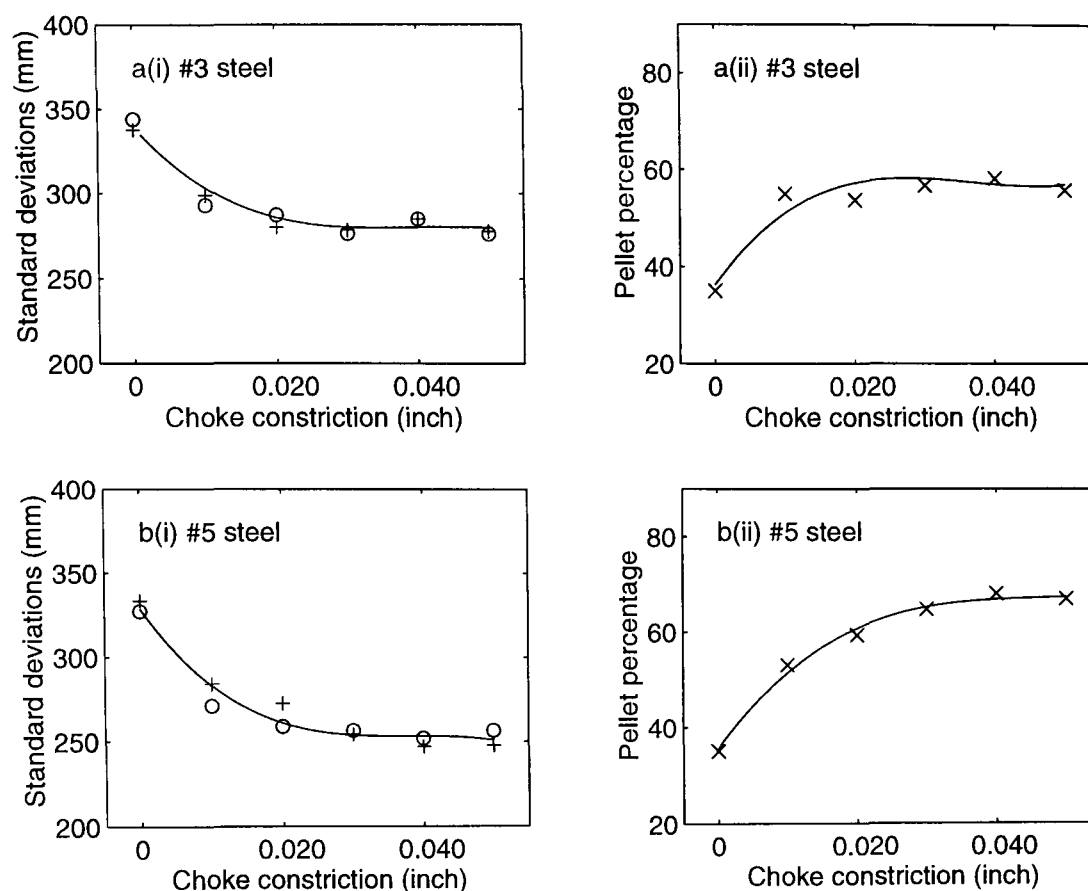 400
350
300
250
200
Standard deviations (mm)
a(i) #3 steel
0 0.020 0.040
Choke constriction (inch)
80
60
40
20
Pellet percentage
a(ii) #3 steel
0 0.020 0.040
Choke constriction (inch)
400
350
300
250
200
Standard deviations (mm)
b(i) #5 steel
0 0.020 0.040
Choke constriction (inch)
80
60
40
20
Pellet percentage
b(ii) #5 steel
0 0.020 0.040
Choke constriction (inch)